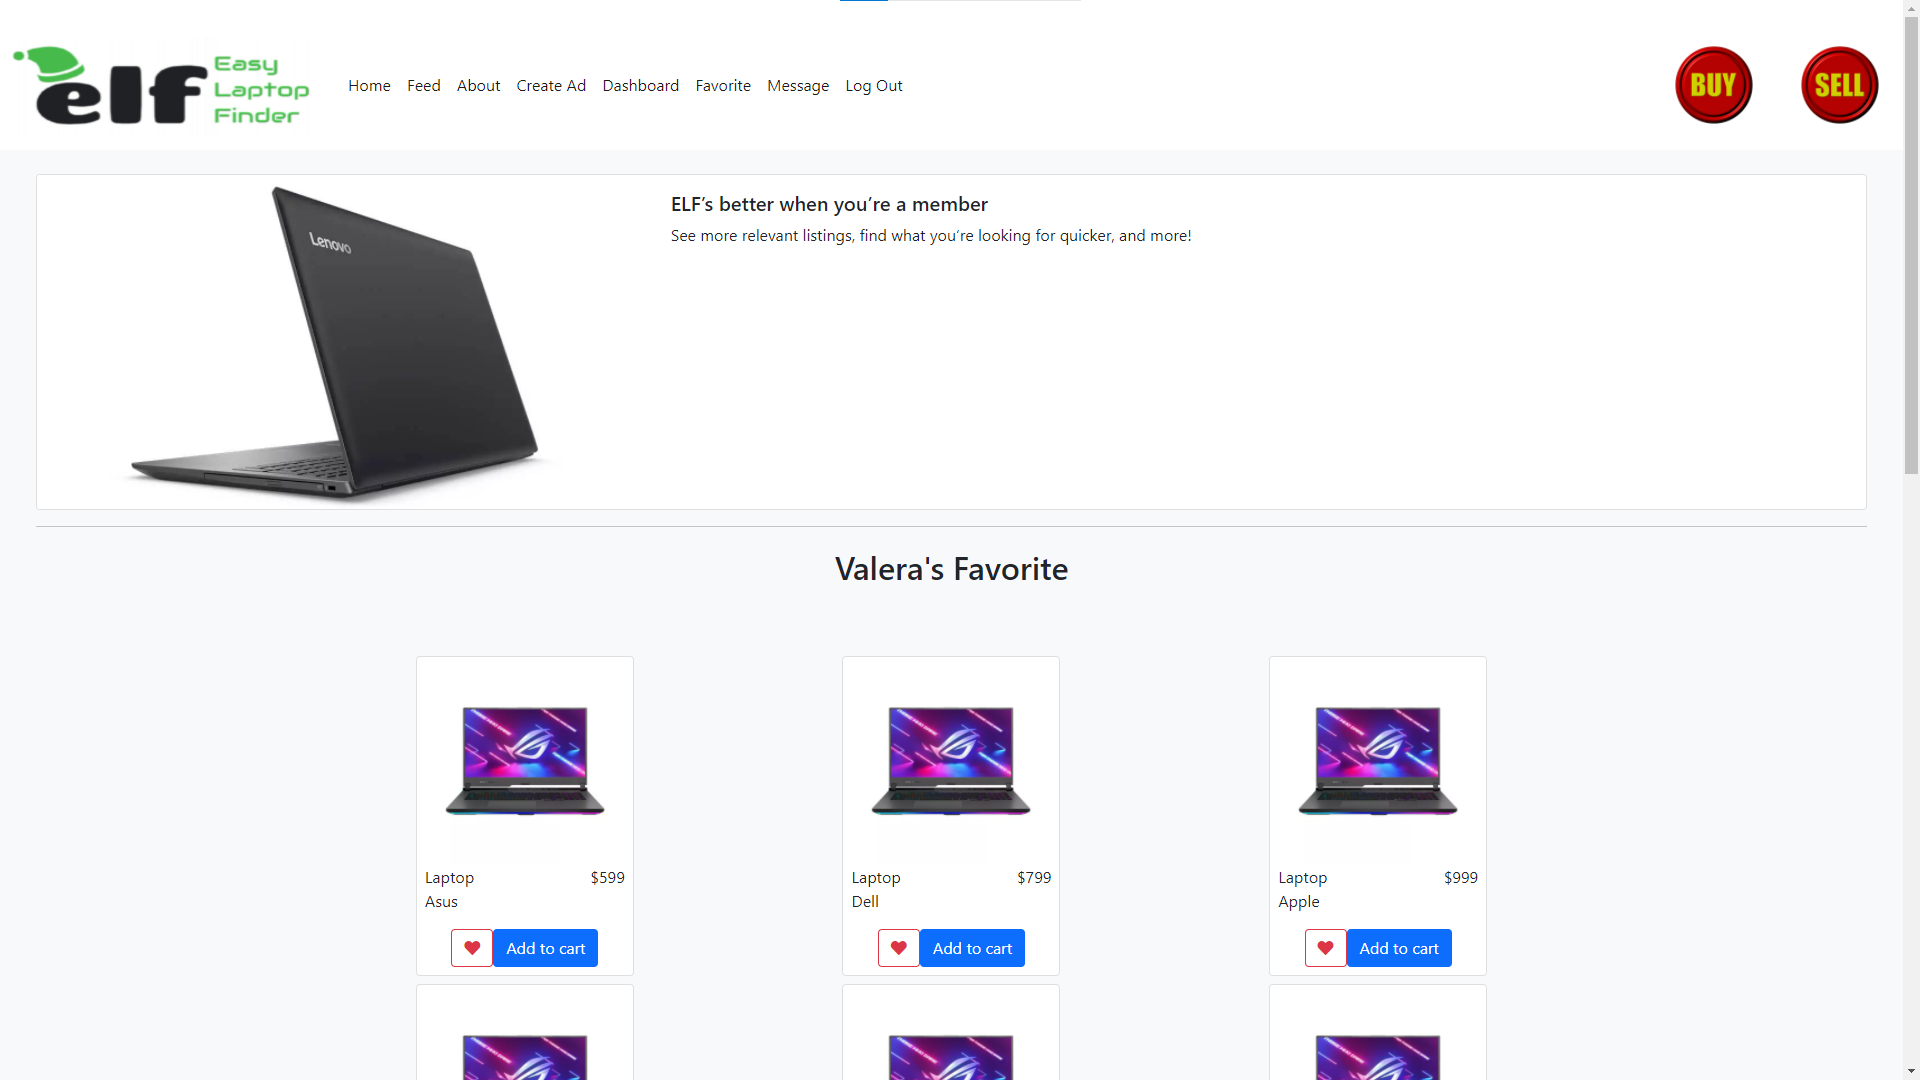 elf
Easy
Laptop
Finder
Home Feed About Create Ad Dashboard Favorite Message Log Out
BUY
SELL
Lenovo
ELF’s better when you’re a member
See more relevant listings, find what you’re looking for quicker, and more!
Valera's Favorite
Laptop $599
Asus
Add to cart
Laptop $799
Dell
Add to cart
Laptop $999
Apple
Add to cart